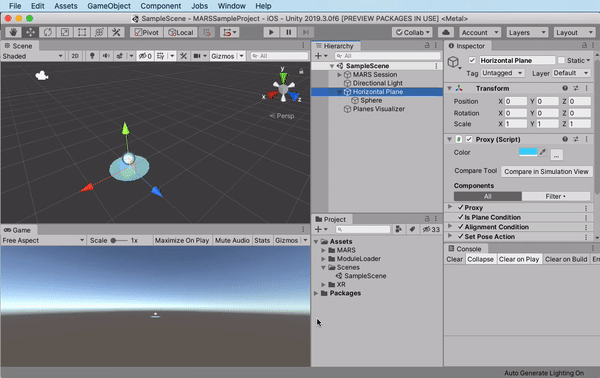 File Edit Assets GameObject Component Jobs Window Help
SampleScene - MARSSampleProject - iOS - Unity 2019.3.0f6 [PREVIEW PACKAGES IN USE] <Metal>
Pivot Local Collab Account Layers Layout
Scene
Shaded 2D 0 Gizmos All
y
x
z
Persp
Game
Free Aspect Scale 1x Maximize On Play Mute Audio Stats Gizmos
Hierarchy
All
SampleScene
MARS Session
Directional Light
Horizontal Plane
Sphere
Planes Visualizer
Project
33
Assets
MARS
ModuleLoader
Scenes
SampleScene
XR
Packages
Inspector
Horizontal Plane Static
Tag Untagged Layer Default
Transform
Position X 0 Y 0 Z 0
Rotation X 0 Y 0 Z 0
Scale X 1 Y 1 Z 1
Proxy (Script)
Color
...
Compare Tool Compare in Simulation View
Components
All Filter
Proxy
Is Plane Condition
Alignment Condition
Set Pose Action
Console
Clear Collapse Clear on Play Clear on Build Er
Auto Generate Lighting On